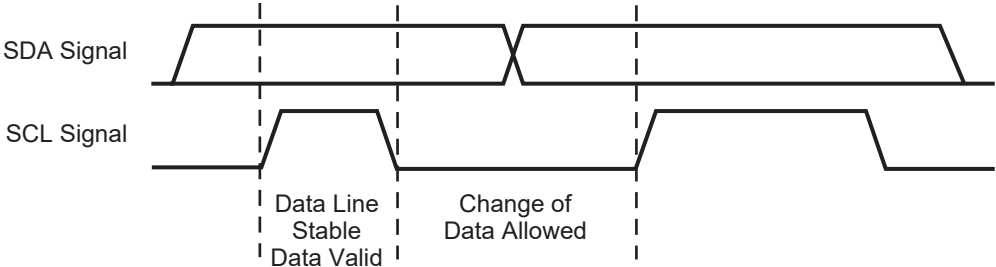 SDA Signal
SCL Signal
Data Line
Stable
Data Valid
Change of
Data Allowed